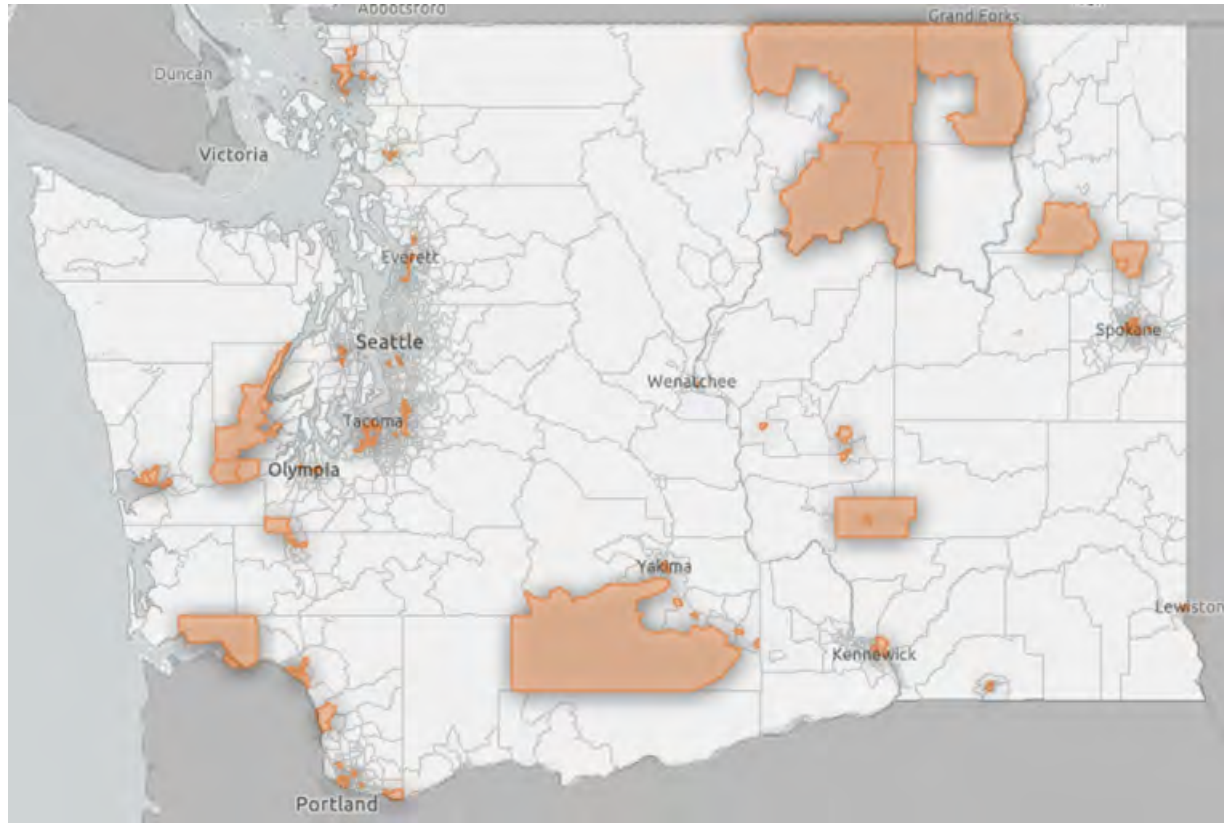 Abbotsford
Grand Forks
Duncan
Victoria
Everett
Seattle
Spokane
Wenatchee
Tacoma
Olympia
Yakima
Lewiston
Kennewick
Portland